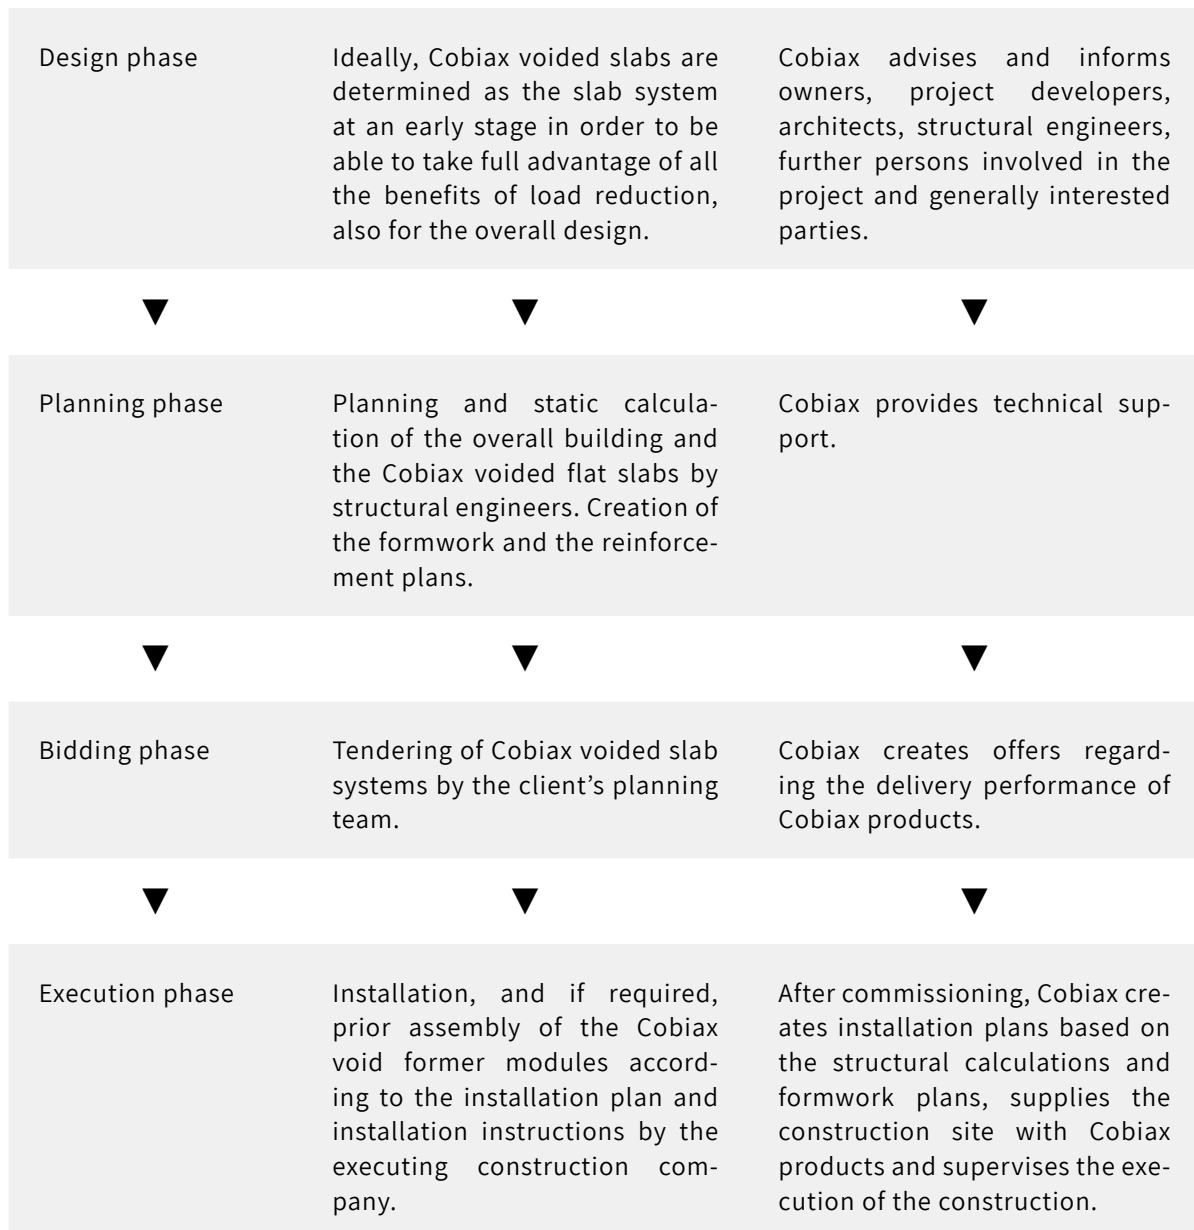 Design phase
Ideally, Cobiax voided slabs are
determined as the slab system
at an early stage in order to be
able to take full advantage of all
the benefits of load reduction,
also for the overall design.
Cobiax advises and informs
owners, project developers,
architects, structural engineers,
further persons involved in the
project and generally interested
parties.
Planning phase
Planning and static calcula-
tion of the overall building and
the Cobiax voided flat slabs by
structural engineers. Creation of
the formwork and the reinforce-
ment plans.
Cobiax provides technical sup-
port.
Bidding phase
Tendering of Cobiax voided slab
systems by the client’s planning
team.
Cobiax creates offers regard-
ing the delivery performance of
Cobiax products.
Execution phase
Installation, and if required,
prior assembly of the Cobiax
void former modules accord-
ing to the installation plan and
installation instructions by the
executing construction com-
pany.
After commissioning, Cobiax cre-
ates installation plans based on
the structural calculations and
formwork plans, supplies the
construction site with Cobiax
products and supervises the exe-
cution of the construction.